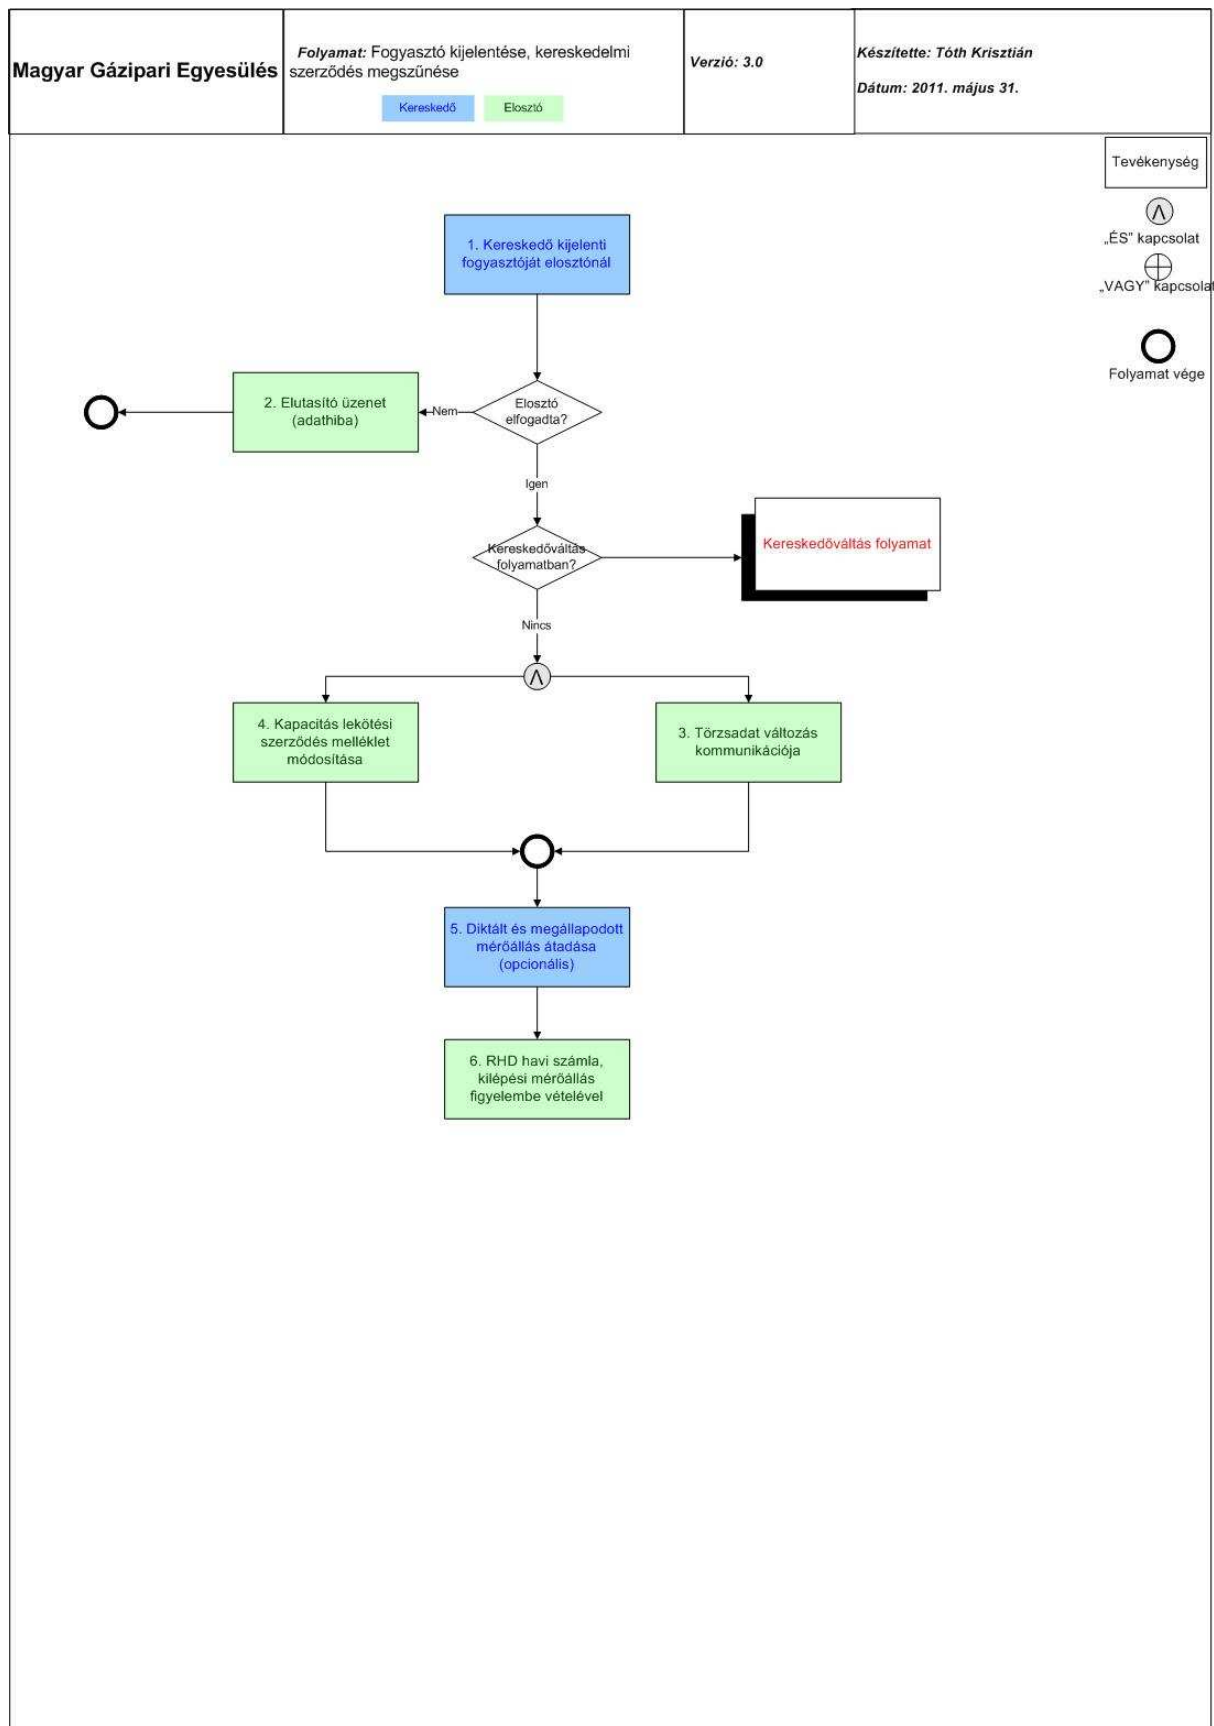 Magyar Gázipari Egyesülés
Folyamat: Fogyasztó kijelentése, kereskedelmi
szerződés megszűnése
Kereskedő
Elosztó
Verzió: 3.0
Készítette: Tóth Krisztián
Dátum: 2011. május 31.
Tevékenység
Λ
„ÉS” kapcsolat
„VAGY” kapcsolat
Folyamat vége
1. Kereskedő kijelenti
fogyasztóját elosztónál
2. Elutasító üzenet
(adathiba)
Nem
Elosztó
elfogadta?
Igen
Kereskedőváltás
folyamatban?
Kereskedőváltás folyamat
Nincs
Λ
4. Kapacitás lekötési
szerződés melléklet
módosítása
3. Törzsadat változás
kommunikációja
5. Diktált és megállapodott
mérőállás átadása
(opcionális)
6. RHD havi számla,
kilépési mérőállás
figyelembe vételével